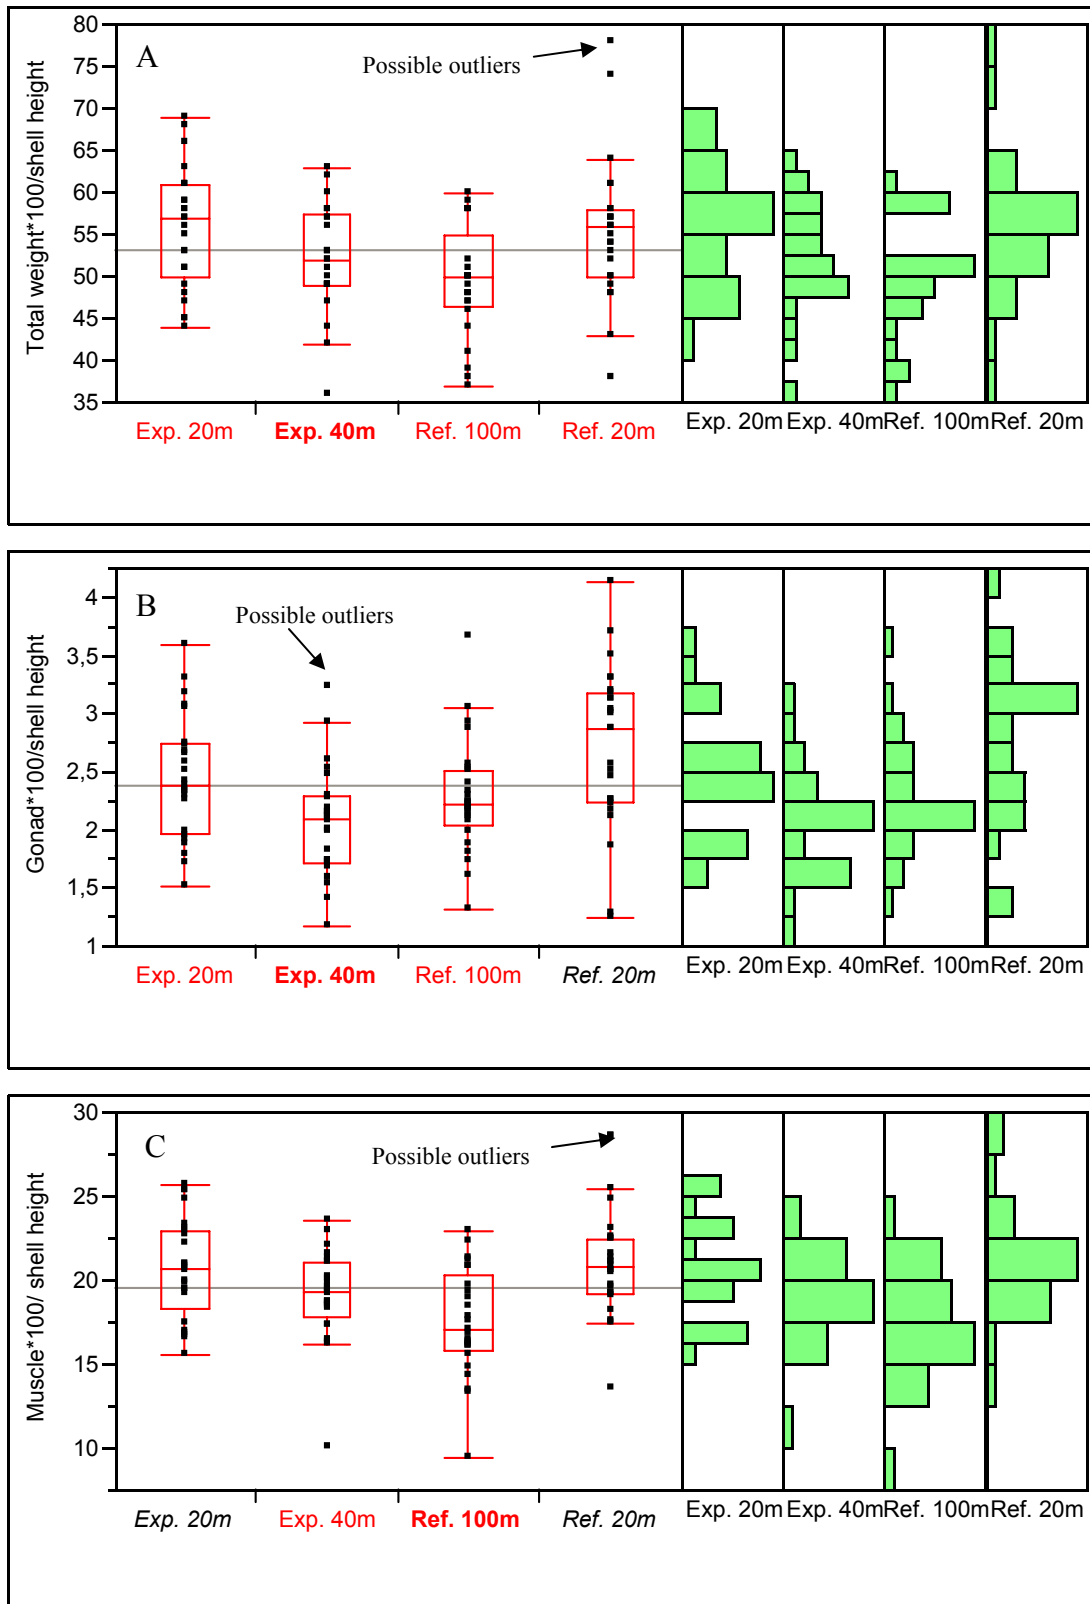 A
Possible outliers
Total weight*100/shell height
80
75
70
65
60
55
50
45
40
35
Exp. 20m
Exp. 40m
Ref. 100m
Ref. 20m
Exp. 20m
Exp. 40m
Ref. 100m
Ref. 20m
B
Possible outliers
Gonad*100/shell height
4
3,5
3
2,5
2
1,5
1
Exp. 20m
Exp. 40m
Ref. 100m
Ref. 20m
Exp. 20m
Exp. 40m
Ref. 100m
Ref. 20m
C
Possible outliers
Muscle*100/ shell height
30
25
20
15
10
Exp. 20m
Exp. 40m
Ref. 100m
Ref. 20m
Exp. 20m
Exp. 40m
Ref. 100m
Ref. 20m